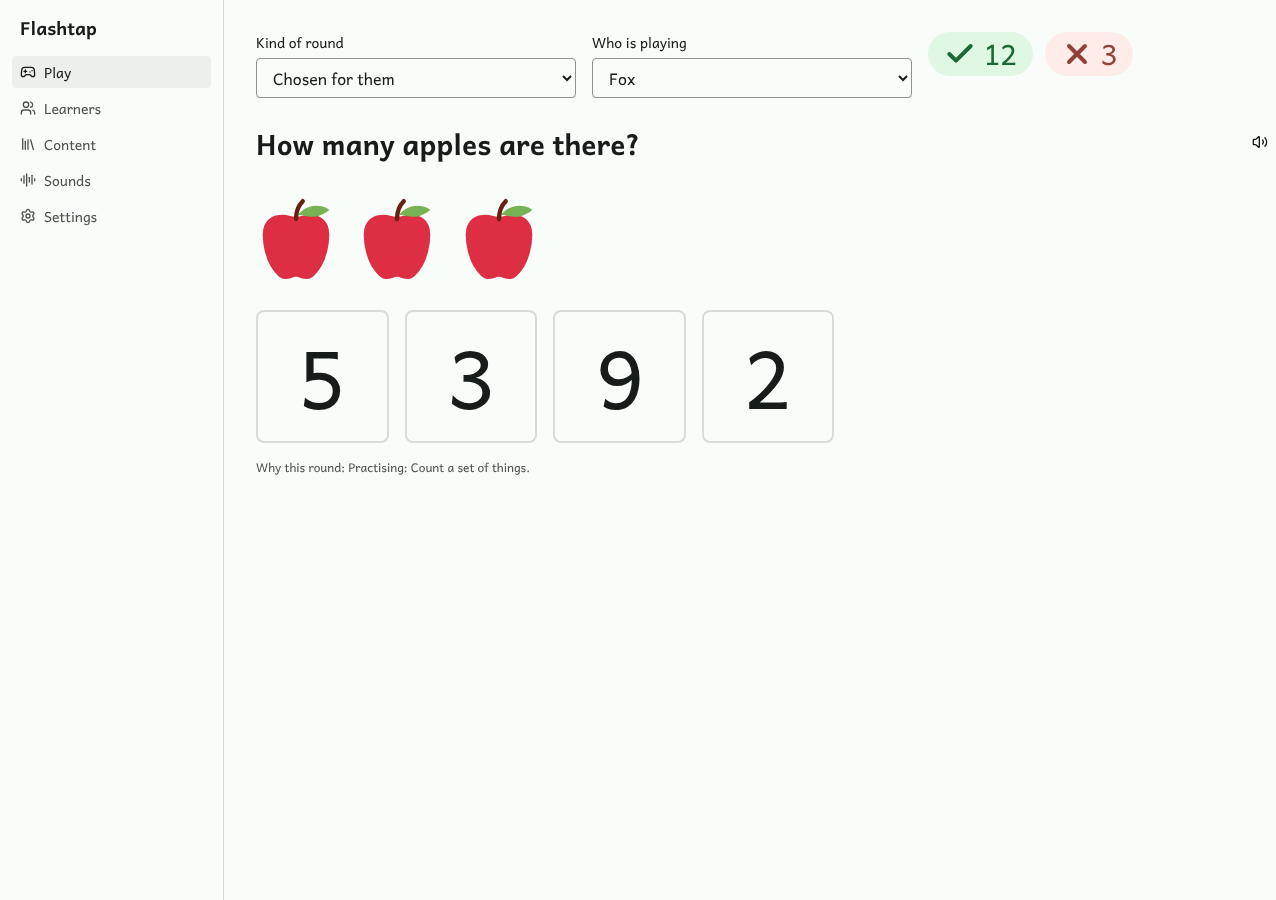 Flashtap
Play
Learners
Content
Sounds
Settings
Kind of round
Chosen for them
Who is playing
Fox
12
3
How many apples are there?
5
3
9
2
Why this round: Practising: Count a set of things.